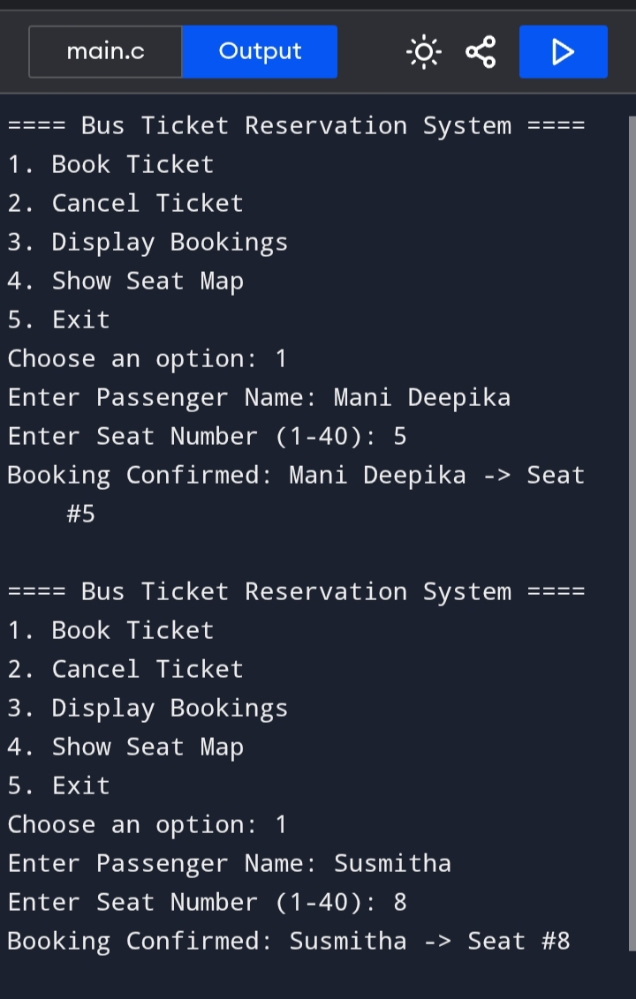 main.c Output
==== Bus Ticket Reservation System ====
1. Book Ticket
2. Cancel Ticket
3. Display Bookings
4. Show Seat Map
5. Exit
Choose an option: 1
Enter Passenger Name: Mani Deepika
Enter Seat Number (1-40): 5
Booking Confirmed: Mani Deepika -> Seat
#5
==== Bus Ticket Reservation System ====
1. Book Ticket
2. Cancel Ticket
3. Display Bookings
4. Show Seat Map
5. Exit
Choose an option: 1
Enter Passenger Name: Susmitha
Enter Seat Number (1-40): 8
Booking Confirmed: Susmitha -> Seat #8